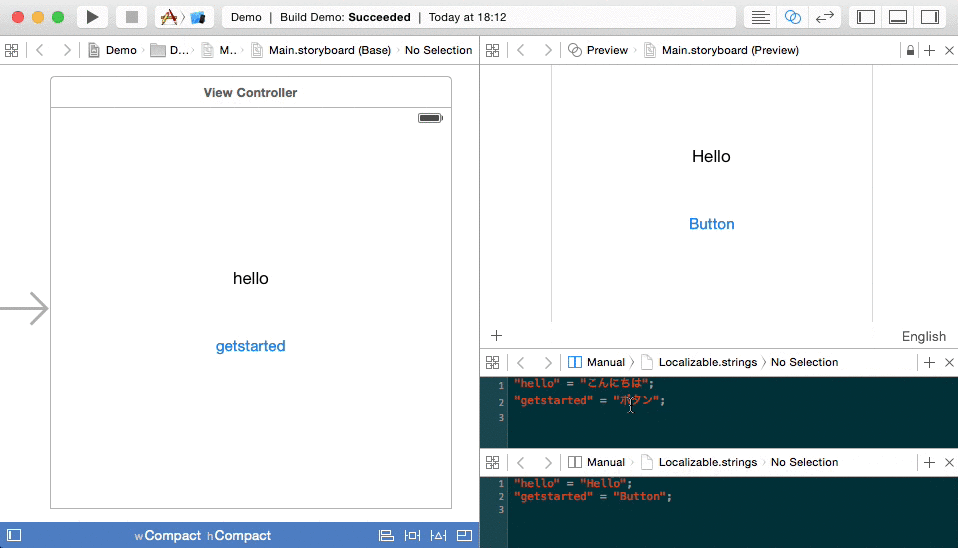 Demo | Build Demo: Succeeded | Today at 18:12
Demo D... M.. Main.storyboard (Base) No Selection
View Controller
hello
getstarted
wCompact hCompact
Preview Main.storyboard (Preview)
Hello
Button
English
Manual Localizable.strings No Selection
1 "hello" = "こんにちは";
2 "getstarted" = "ボタン";
3
Manual Localizable.strings No Selection
1 "hello" = "Hello";
2 "getstarted" = "Button";
3